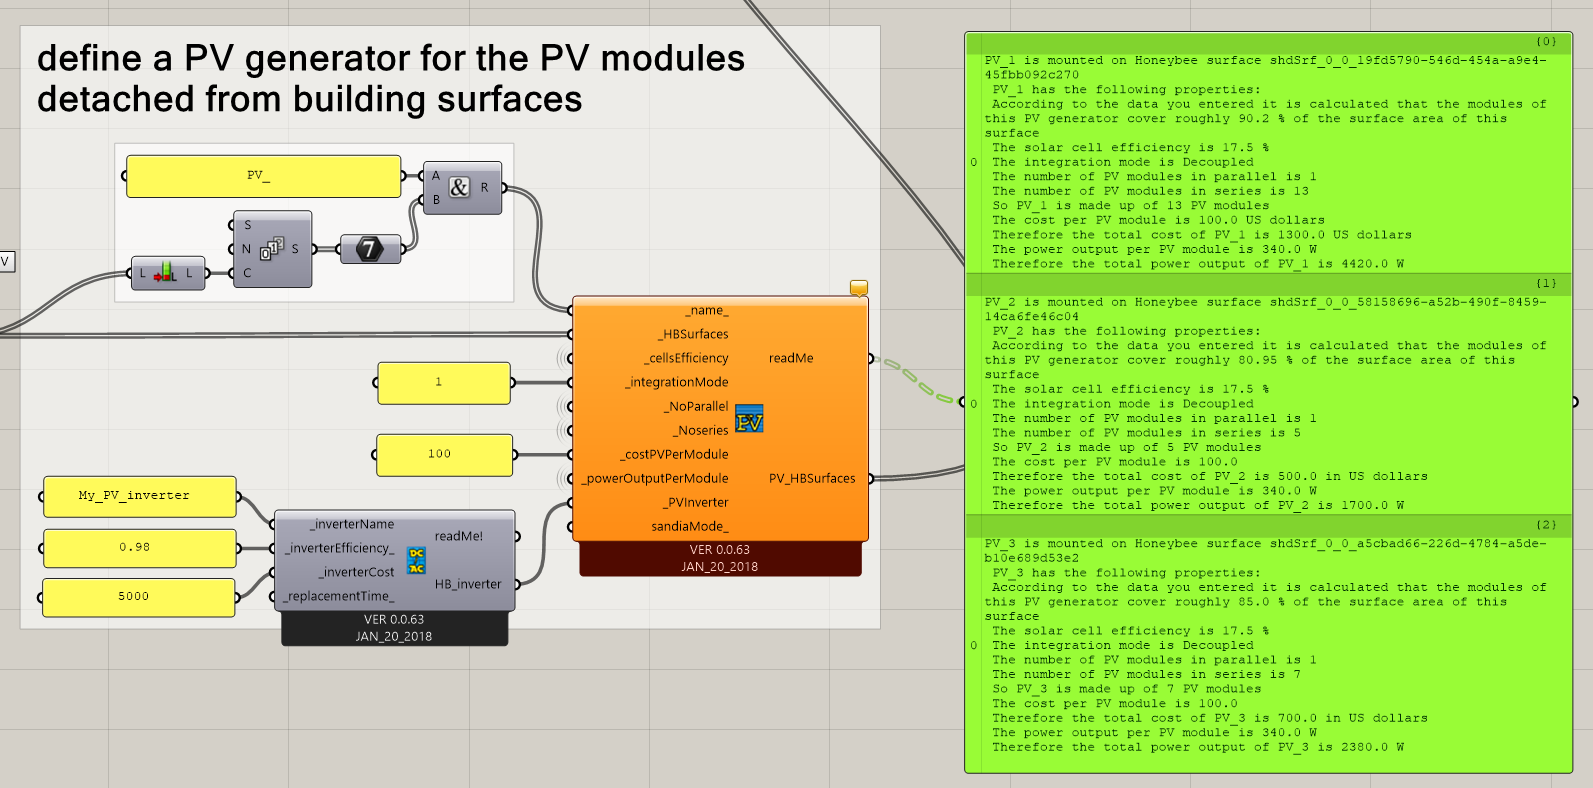 define a PV generator for the PV modules
detached from building surfaces
PV_
A
B
R
S
N
C
S
L
L
7
V
_name_
_HBSurfaces
_cellsEfficiency
_integrationMode
_NoParallel
_Noseries
_costPVPerModule
_powerOutputPerModule
_PVInverter
sandiaMode_
readMe
PV_HBSurfaces
PV
VER 0.0.63
JAN_20_2018
1
100
My_PV_inverter
0.98
5000
_inverterName
_inverterEfficiency_
_inverterCost
_replacementTime_
readMe!
HB_inverter
DC
AC
VER 0.0.63
JAN_20_2018
{0}
PV_1 is mounted on Honeybee surface shdSrf_0_0_19fd5790-546d-454a-a9e4-
45fbb092c270
PV_1 has the following properties:
According to the data you entered it is calculated that the modules of
this PV generator cover roughly 90.2 % of the surface area of this
surface
The solar cell efficiency is 17.5 %
0 The integration mode is Decoupled
The number of PV modules in parallel is 1
The number of PV modules in series is 13
So PV_1 is made up of 13 PV modules
The cost per PV module is 100.0 US dollars
Therefore the total cost of PV_1 is 1300.0 US dollars
The power output per PV module is 340.0 W
Therefore the total power output of PV_1 is 4420.0 W
{1}
PV_2 is mounted on Honeybee surface shdSrf_0_0_58158696-a52b-490f-8459-
14ca6fe46c04
PV_2 has the following properties:
According to the data you entered it is calculated that the modules of
this PV generator cover roughly 80.95 % of the surface area of this
surface
The solar cell efficiency is 17.5 %
0 The integration mode is Decoupled
The number of PV modules in parallel is 1
The number of PV modules in series is 5
So PV_2 is made up of 5 PV modules
The cost per PV module is 100.0
Therefore the total cost of PV_2 is 500.0 in US dollars
The power output per PV module is 340.0 W
Therefore the total power output of PV_2 is 1700.0 W
{2}
PV_3 is mounted on Honeybee surface shdSrf_0_0_a5cbad66-226d-4784-a5de-
b10e689d53e2
PV_3 has the following properties:
According to the data you entered it is calculated that the modules of
this PV generator cover roughly 85.0 % of the surface area of this
surface
The solar cell efficiency is 17.5 %
0 The integration mode is Decoupled
The number of PV modules in parallel is 1
The number of PV modules in series is 7
So PV_3 is made up of 7 PV modules
The cost per PV module is 100.0
Therefore the total cost of PV_3 is 700.0 in US dollars
The power output per PV module is 340.0 W
Therefore the total power output of PV_3 is 2380.0 W